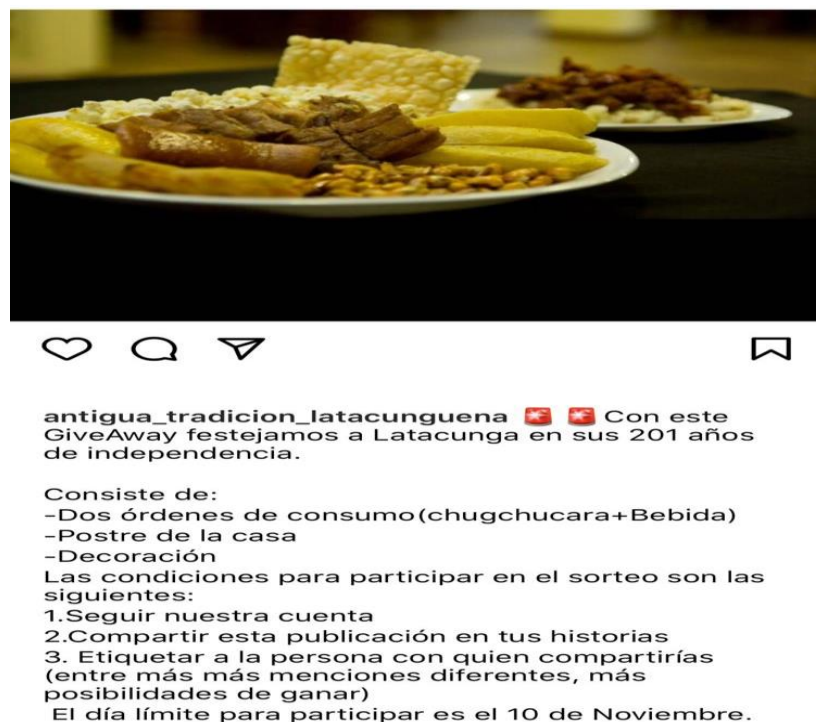 antigua_tradicion_latacunguena 🚨 🚨 Con este
GiveAway festejamos a Latacunga en sus 201 años
de independencia.
Consiste de:
-Dos órdenes de consumo(chugchucara+Bebida)
-Postre de la casa
-Decoración
Las condiciones para participar en el sorteo son las
siguientes:
1.Seguir nuestra cuenta
2.Compartir esta publicación en tus historias
3. Etiquetar a la persona con quien compartirías
(entre más más menciones diferentes, más
posibilidades de ganar)
El día límite para participar es el 10 de Noviembre.